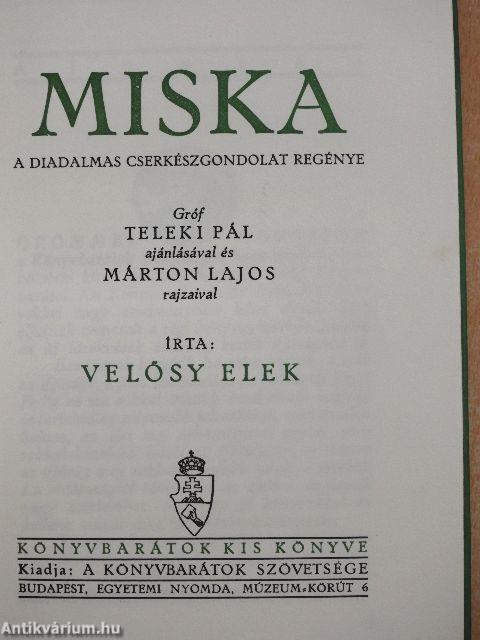 MISKA
A DIADALMAS CSERKÉSZGONDOLAT REGÉNYE
Gróf
TELEKI PÁL
ajánlásával és
MÁRTON LAJOS
rajzaival
ÍRTA:
VELŐSY ELEK
KÖNYVBARÁTOK KIS KÖNYVE
Kiadja: A KÖNYVBARÁTOK SZÖVETSÉGE
BUDAPEST, EGYETEMI NYOMDA, MÚZEUM-KÖRÚT 6
Antikvárium.hu